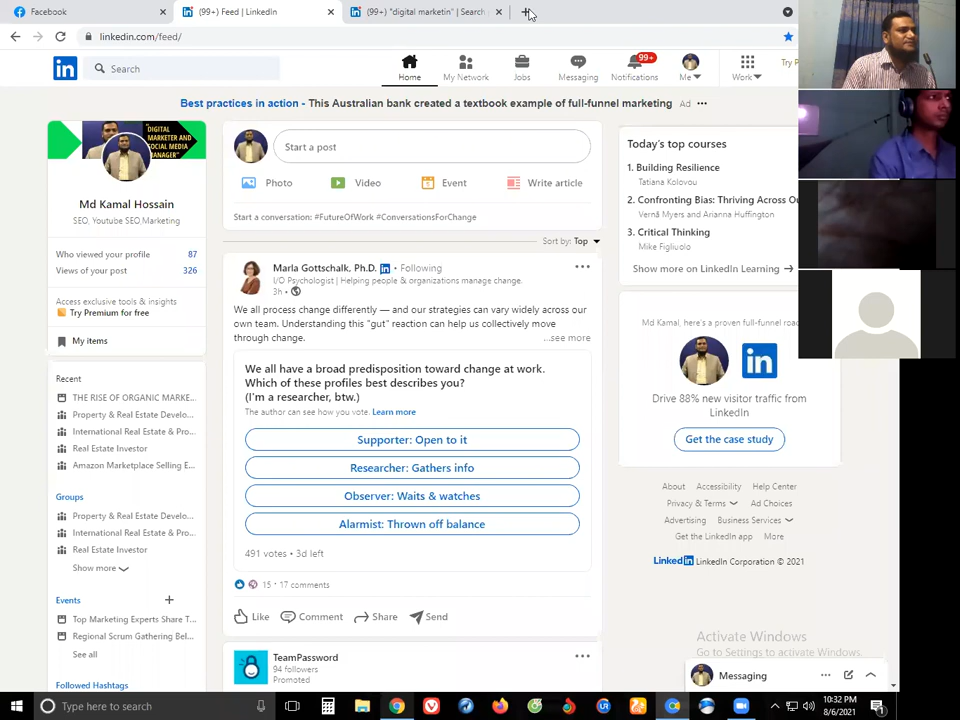 Facebook
(99+) Feed | LinkedIn
(99+) "digital marketin" | Search
linkedin.com/feed/
in
Search
Home
My Network
Jobs
Messaging
99+
Notifications
Me
Work
Try P
Best practices in action - This Australian bank created a textbook example of full-funnel marketing Ad
DIGITAL
MARKETER AND
SOCIAL MEDIA
MANAGER
Md Kamal Hossain
SEO, Youtube SEO,Marketing
Who viewed your profile 87
Views of your post 326
Access exclusive tools & insights
Try Premium for free
My items
Recent
THE RISE OF ORGANIC MARKE...
Property & Real Estate Develo...
International Real Estate & Pro...
Real Estate Investor
Amazon Marketplace Selling E...
Groups
Property & Real Estate Develo...
International Real Estate & Pro...
Real Estate Investor
Show more
Events
Top Marketing Experts Share T...
Regional Scrum Gathering Bel...
See all
Followed Hashtags
Start a post
Photo
Video
Event
Write article
Start a conversation: #FutureOfWork #ConversationsForChange
Sort by: Top
Marla Gottschalk, Ph.D. in • Following
I/O Psychologist | Helping people & organizations manage change.
3h •
We all process change differently — and our strategies can vary widely across our
own team. Understanding this "gut" reaction can help us collectively move
through change.
...see more
We all have a broad predisposition toward change at work.
Which of these profiles best describes you?
(I'm a researcher, btw.)
The author can see how you vote. Learn more
Supporter: Open to it
Researcher: Gathers info
Observer: Waits & watches
Alarmist: Thrown off balance
491 votes • 3d left
15 · 17 comments
Like
Comment
Share
Send
TeamPassword
94 followers
Promoted
Today's top courses
1. Building Resilience
Tatiana Kolovou
2. Confronting Bias: Thriving Across Ou
Vernā Myers and Arianna Huffington
3. Critical Thinking
Mike Figliuolo
Show more on LinkedIn Learning
Md Kamal, here's a proven full-funnel roa
in
Drive 88% new visitor traffic from
LinkedIn
Get the case study
About Accessibility Help Center
Privacy & Terms Ad Choices
Advertising Business Services
Get the LinkedIn app More
LinkedIn LinkedIn Corporation © 2021
Activate Windows
Go to Settings to activate Windows.
Messaging
Type here to search
10:32 PM
8/6/2021